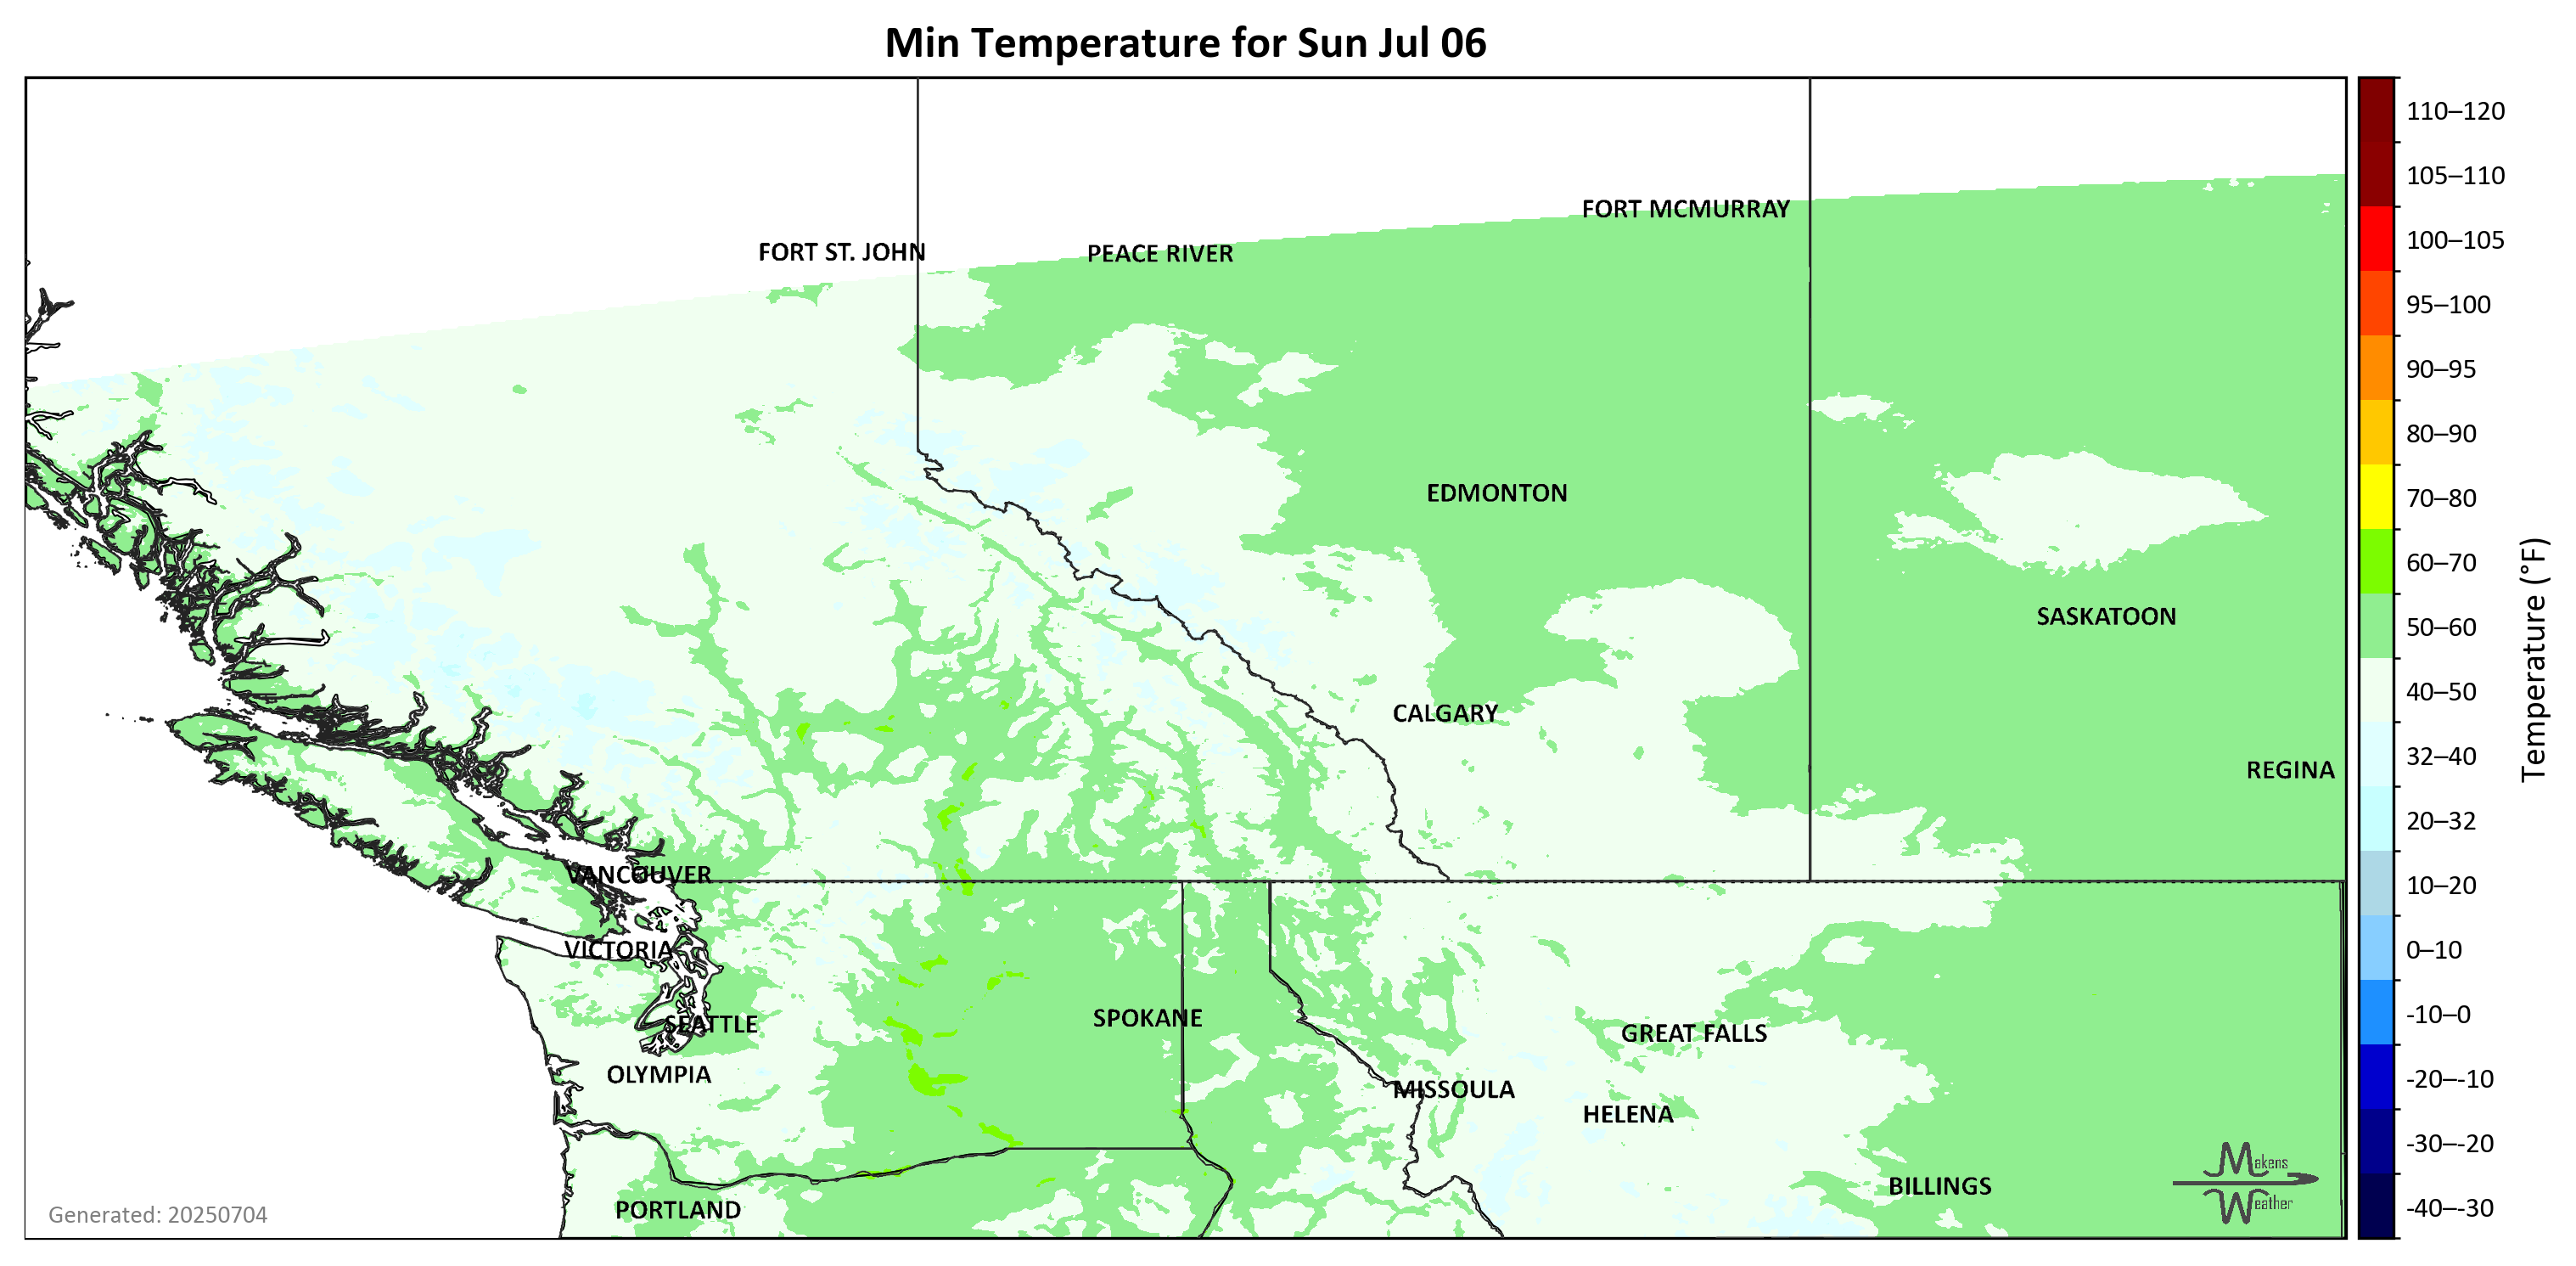 Min Temperature for Sun Jul 06
110–120
105–110
FORT MCMURRAY
100–105
FORT ST. JOHN
PEACE RIVER
95–100
90–95
80–90
EDMONTON
70–80
60–70
SASKATOON
50–60
Temperature (°F)
40–50
CALGARY
32–40
REGINA
20–32
VANCOUVER
10–20
VICTORIA
0–10
SPOKANE
-10–0
SEATTLE
GREAT FALLS
OLYMPIA
-20–-10
MISSOULA
HELENA
-30–-20
Makens
Weather
BILLINGS
PORTLAND
-40–-30
Generated: 20250704